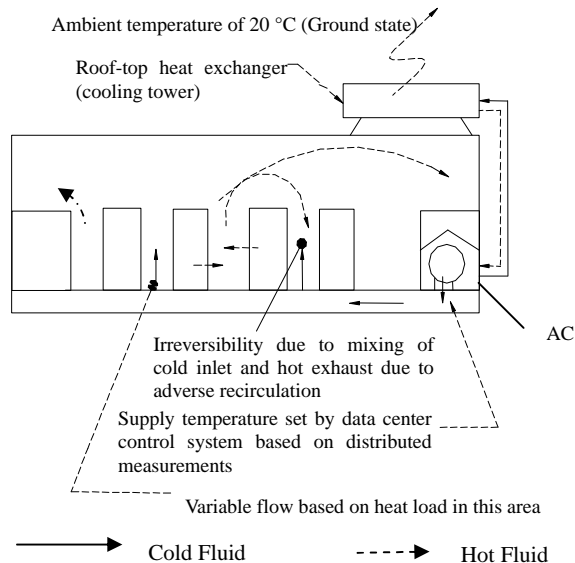 Ambient temperature of 20 °C (Ground state)
Roof-top heat exchanger
(cooling tower)
AC
Irreversibility due to mixing of
cold inlet and hot exhaust due to
adverse recirculation
Supply temperature set by data center
control system based on distributed
measurements
Variable flow based on heat load in this area
Cold Fluid
Hot Fluid